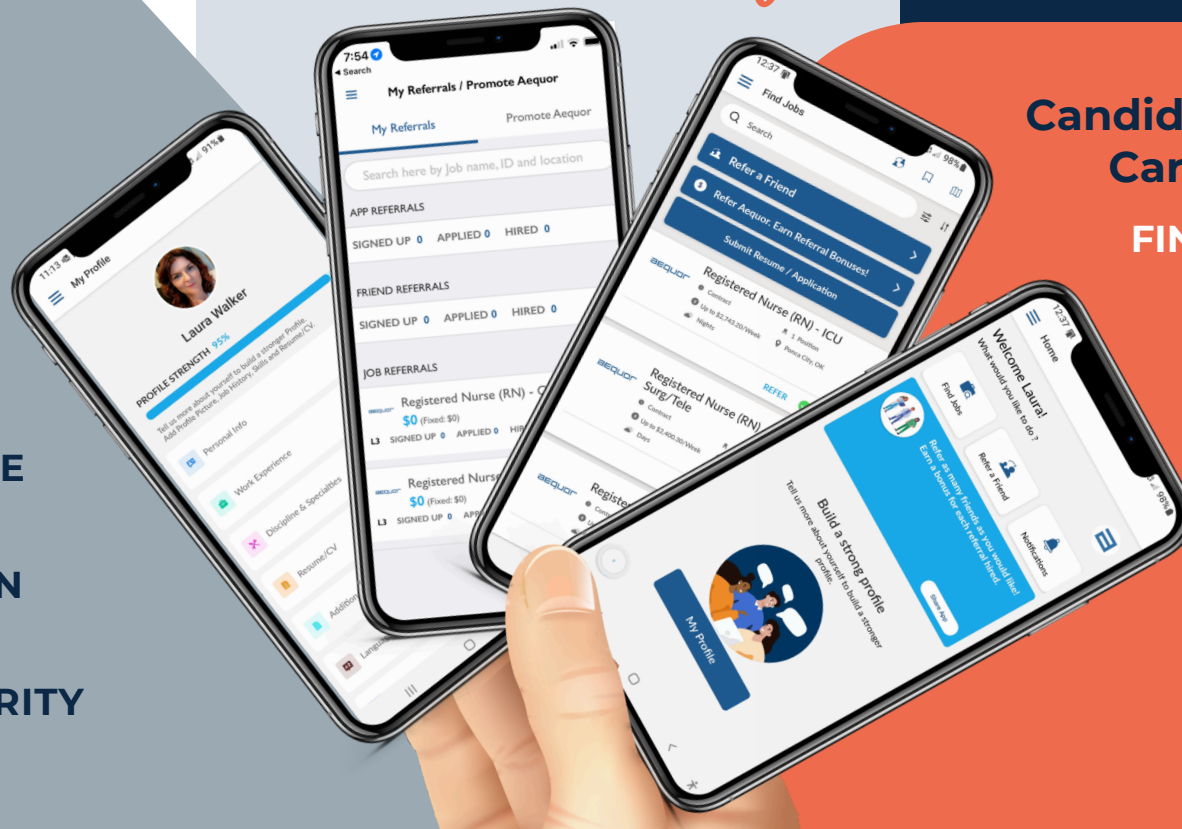 E
N
RITY
11:13
91%
My Profile
Laura Walker
PROFILE STRENGTH 95%
Tell us more about yourself to build a stronger Profile.
Add Profile Picture, Job History, Skills and Resume/CV.
Personal Info
Work Experience
Discipline & Specialties
Resume/CV
Addition
Langua
7:54
Search
My Referrals / Promote Aequor
My Referrals
Promote Aequor
Search here by Job name, ID and location
APP REFERRALS
SIGNED UP 0 APPLIED 0 HIRED 0
FRIEND REFERRALS
SIGNED UP 0 APPLIED 0 HIRED 0
JOB REFERRALS
aequor
Registered Nurse (RN) - C
$0 (Fixed: $0)
L3 SIGNED UP 0 APPLIED 0 HIR
aequor
Registered Nurse
$0 (Fixed: $0)
L3 SIGNED UP 0 APP
12:37
98%
Find Jobs
Search
Refer a Friend
Refer Aequor, Earn Referral Bonuses!
Submit Resume / Application
aequor
Registered Nurse (RN) - ICU
Contract
1 Position
Up to $2,742.20/Week
Ponca City, OK
Nights
REFER
aequor
Registered Nurse (RN)
Surg/Tele
Contract
Up to $2,400.30/Week
Days
aequor
Registe
12:37
98%
Home
Welcome Laura!
What would you like to do ?
Find Jobs
Refer a Friend
Notifications
Refer as many friends as you would like!
Earn a bonus for each referral hired.
Share App
Build a strong profile
Tell us more about yourself to build a stronger
profile.
My Profile
Candid
Car
FIN